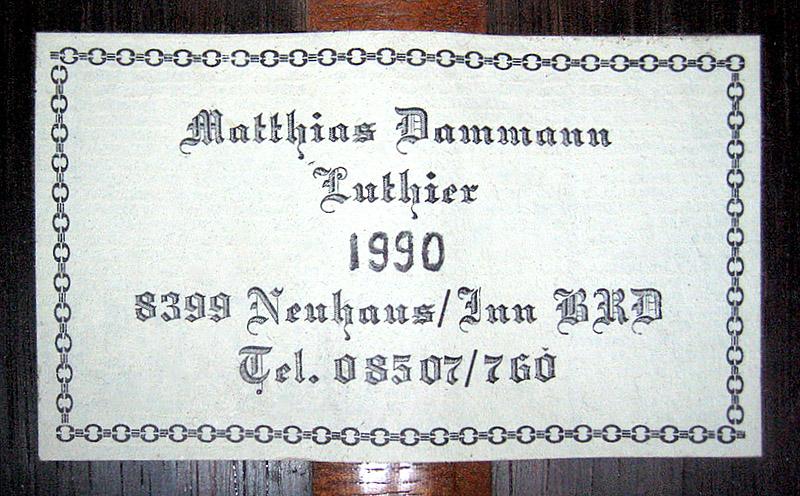 Matthias Dammann
Luthier
1990
8399 Neuhaus/Inn BRD
Tel. 08507/760